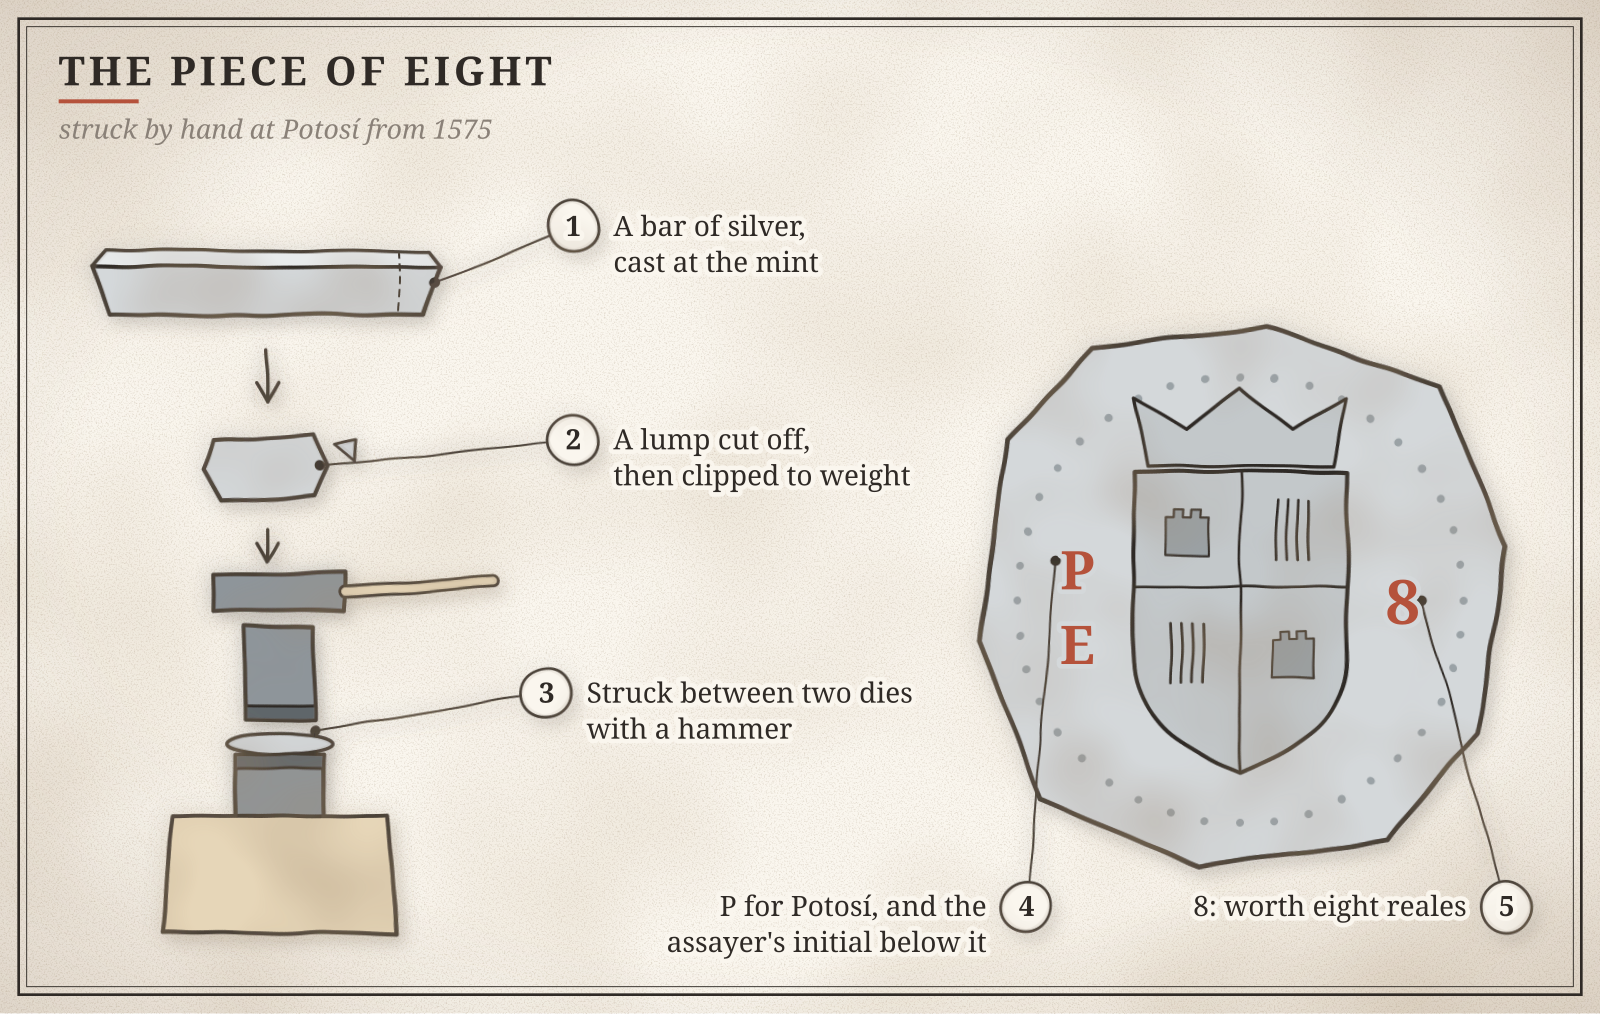 THE PIECE OF EIGHT
struck by hand at Potosí from 1575
1
A bar of silver,
cast at the mint
2
A lump cut off,
then clipped to weight
3
Struck between two dies
with a hammer
P
E
8
P for Potosí, and the
assayer's initial below it
4
8: worth eight reales
5